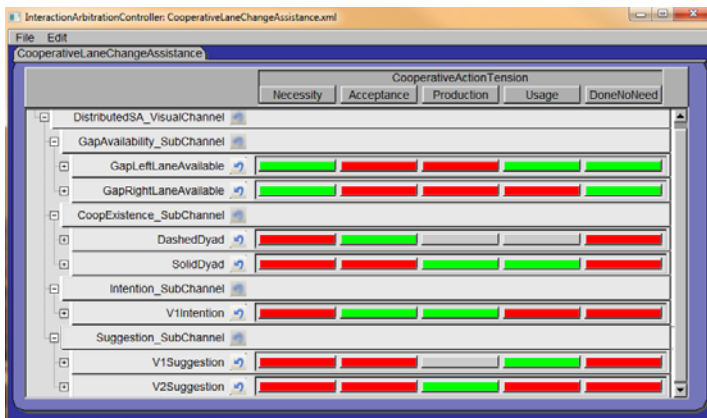 InteractionArbitrationController: CooperativeLaneChangeAssistance.xml
File Edit
CooperativeLaneChangeAssistance
CooperativeActionTension
Necessity Acceptance Production Usage DoneNoNeed
DistributedSA_VisualChannel
GapAvailability_SubChannel
GapLeftLaneAvailable
GapRightLaneAvailable
CoopExistence_SubChannel
DashedDyad
SolidDyad
Intention_SubChannel
V1Intention
Suggestion_SubChannel
V1Suggestion
V2Suggestion